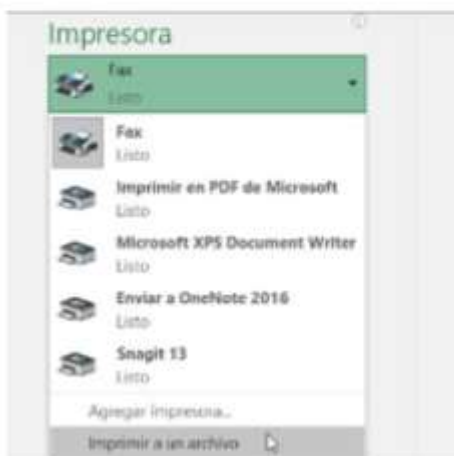 Impresora
Fax
Listo
Fax
Listo
Imprimir en PDF de Microsoft
Listo
Microsoft XPS Document Writer
Listo
Enviar a OneNote 2016
Listo
Snagit 13
Listo
Agregar impresora...
Imprimir a un archivo